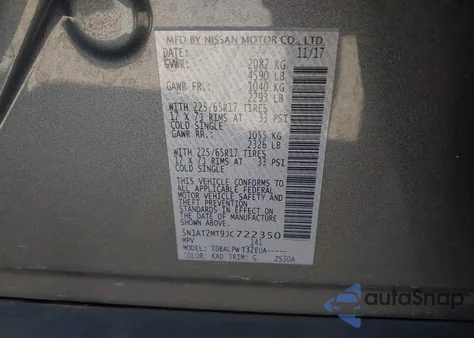 MFD BY NISSAN MOTOR CO., LTD.
DATE: 11/17
GVWR: 2082 KG
4590 LB
GAWR FR.: 1040 KG
2293 LB
WITH 225/65R17 TIRES
17 X 7J RIMS AT 33 PSI
COLD SINGLE
GAWR RR.: 1055 KG
2326 LB
WITH 225/65R17 TIRES
17 X 7J RIMS AT 33 PSI
COLD SINGLE
THIS VEHICLE CONFORMS TO
ALL APPLICABLE FEDERAL
MOTOR VEHICLE SAFETY AND
THEFT PREVENTION
STANDARDS IN EFFECT ON
THE DATE OF MANUFACTURE
SHOWN ABOVE.
5N1AT2MT9JC722350
MPV 141
MODEL: TDBALPWT32EUA-----
COLOR: KAD TRIM: G 2530A
autoSnap